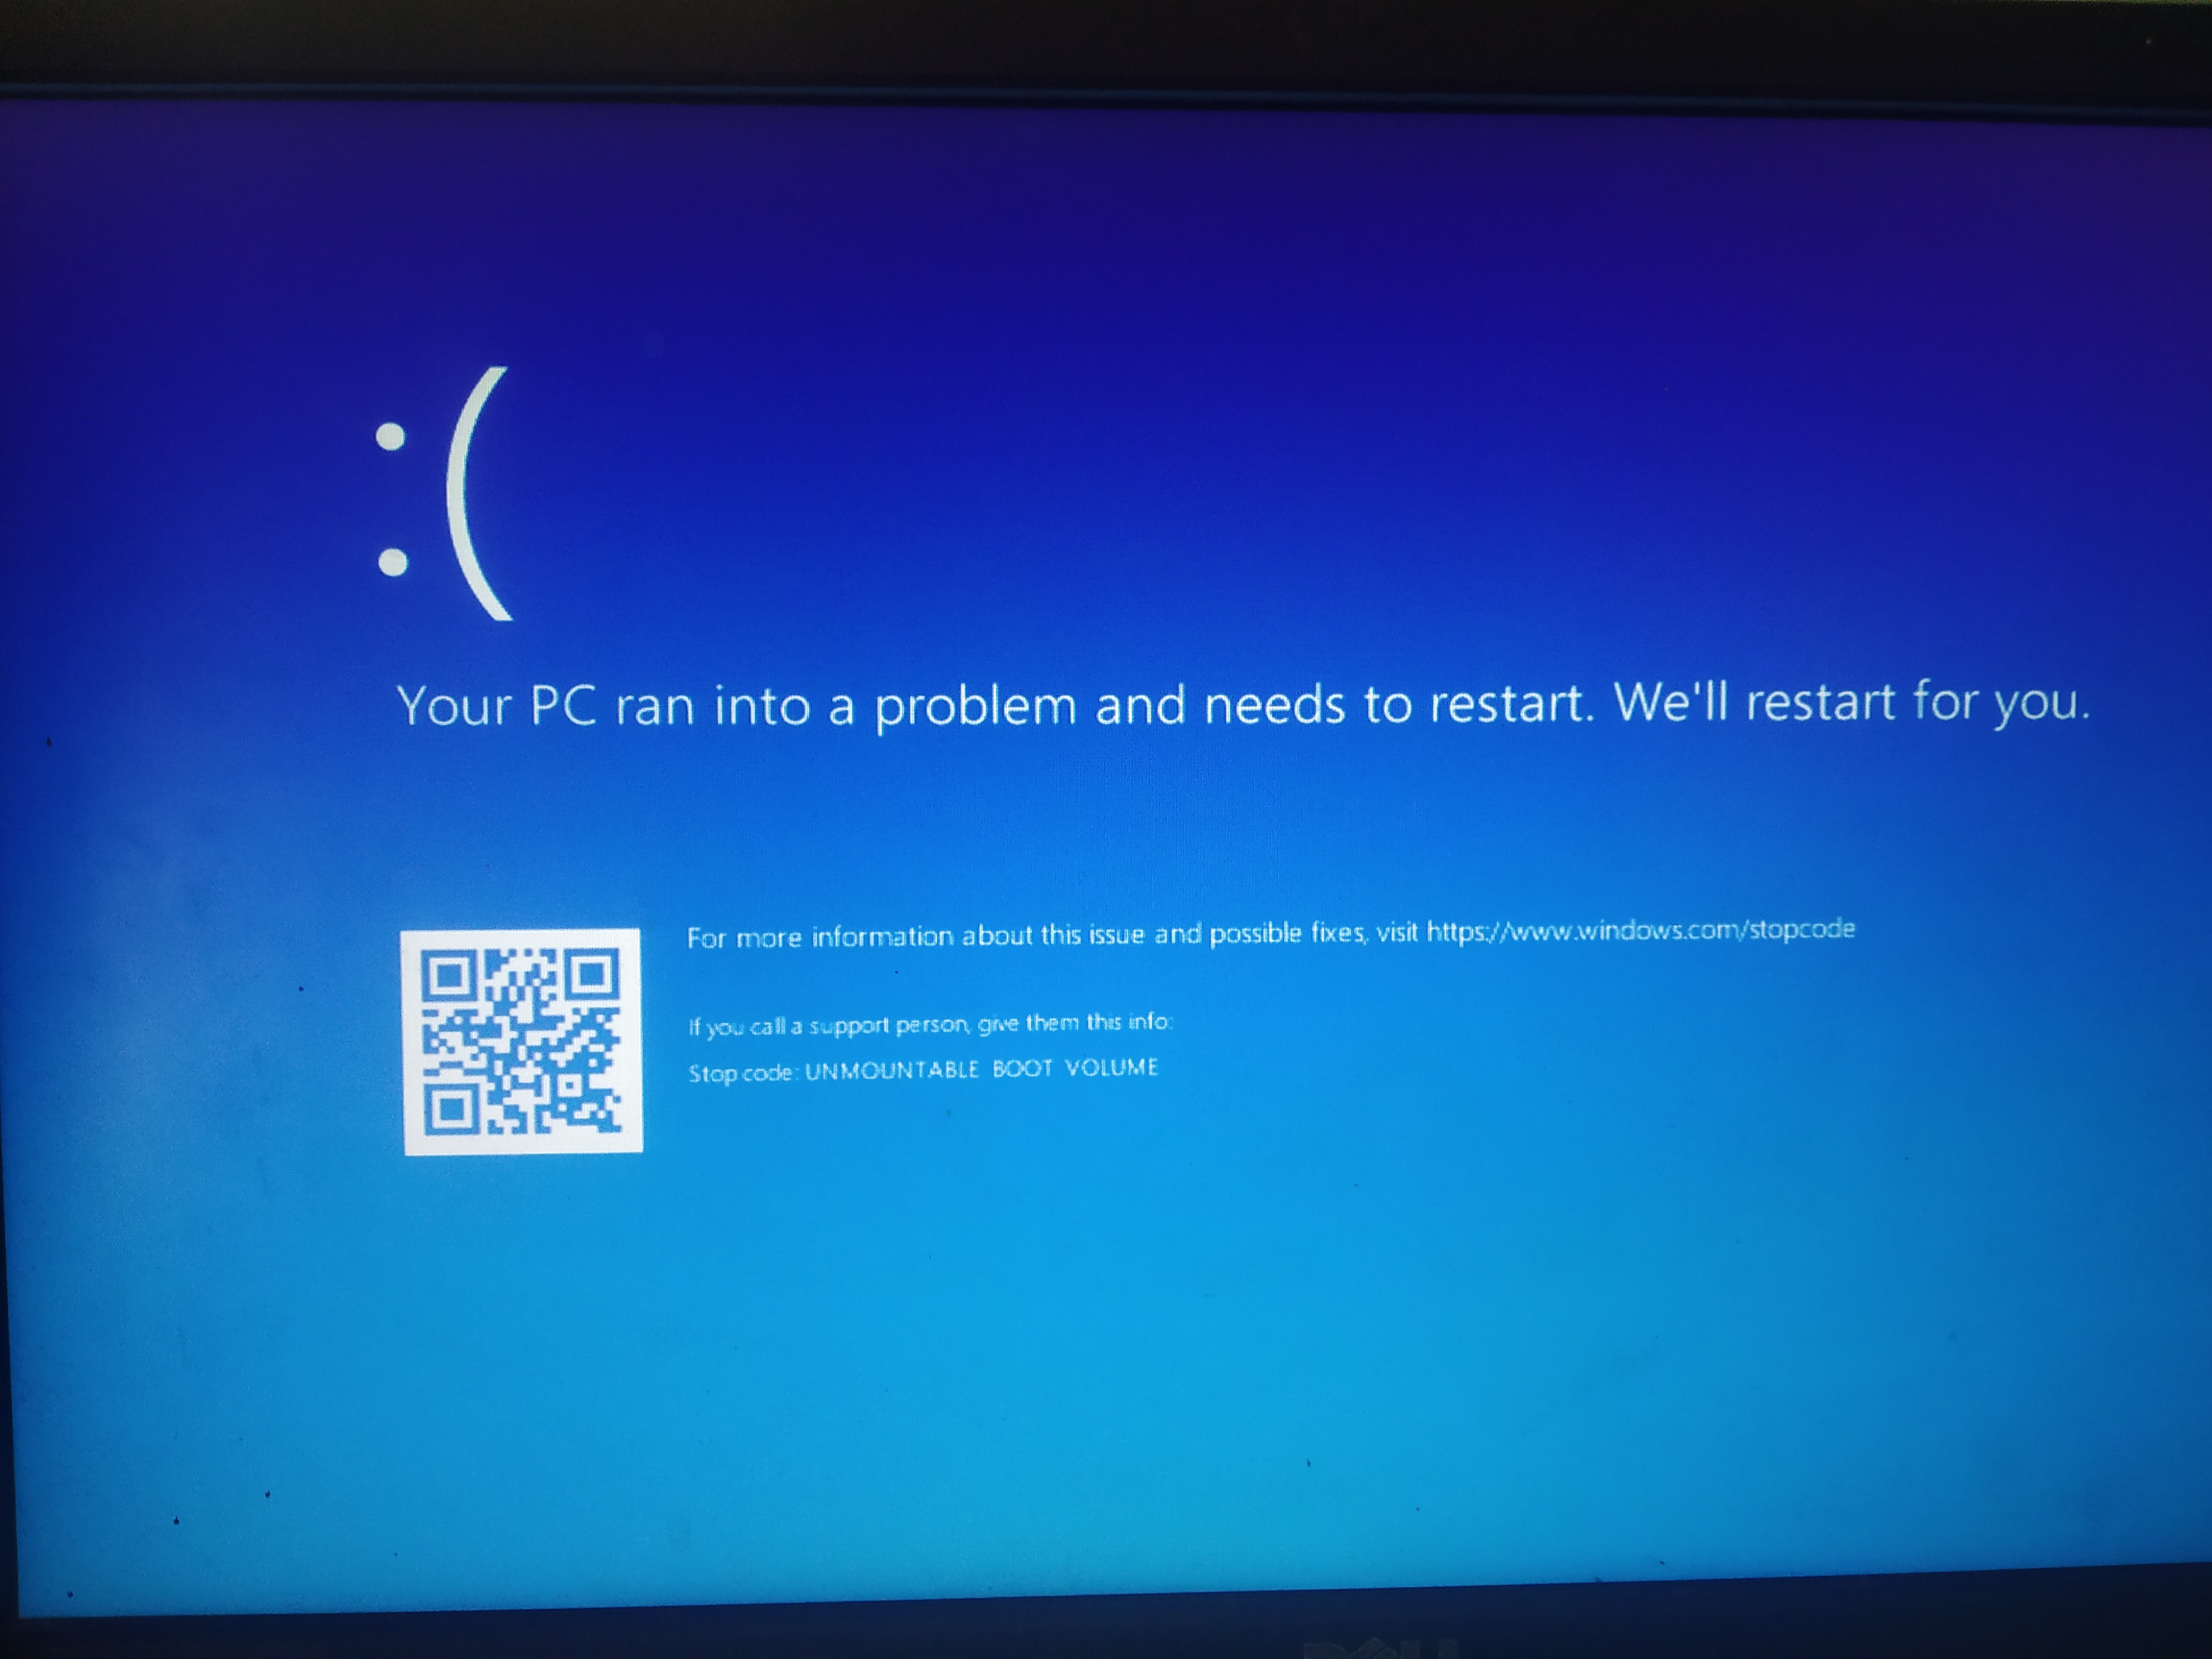 :(
Your PC ran into a problem and needs to restart. We'll restart for you.
For more information about this issue and possible fixes, visit https://www.windows.com/stopcode
If you call a support person, give them this info:
Stop code: UNMOUNTABLE BOOT VOLUME
DELL